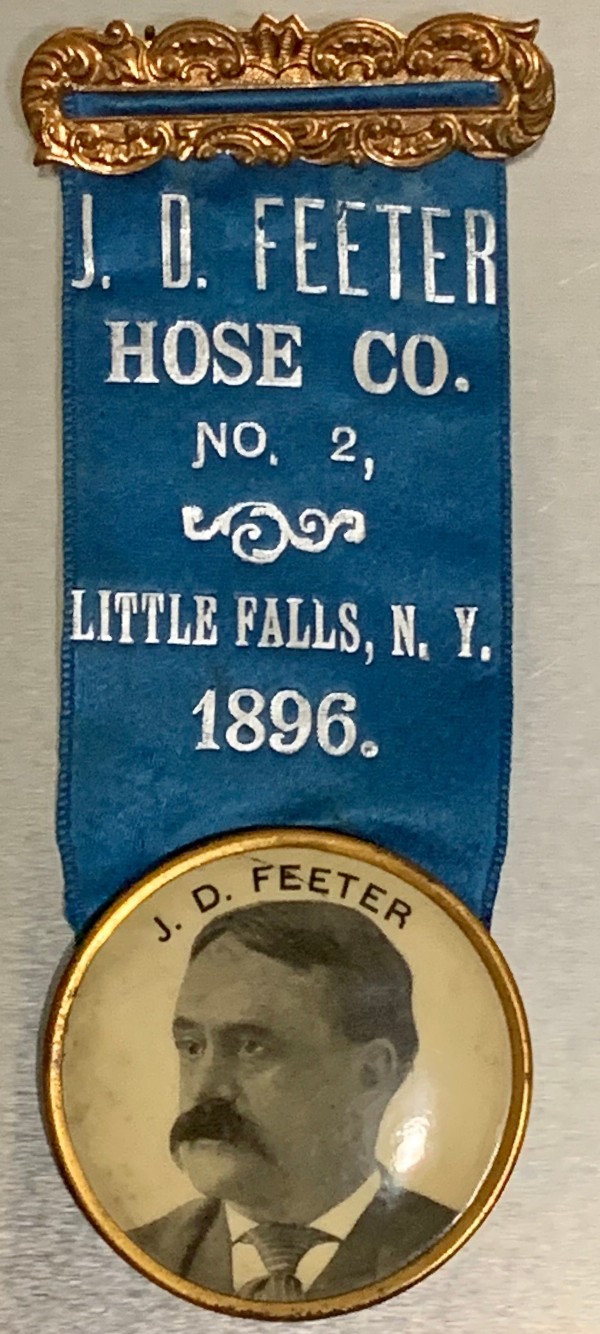 J. D. FEETER
HOSE CO.
NO. 2,
LITTLE FALLS, N. Y.
1896.
J. D. FEETER